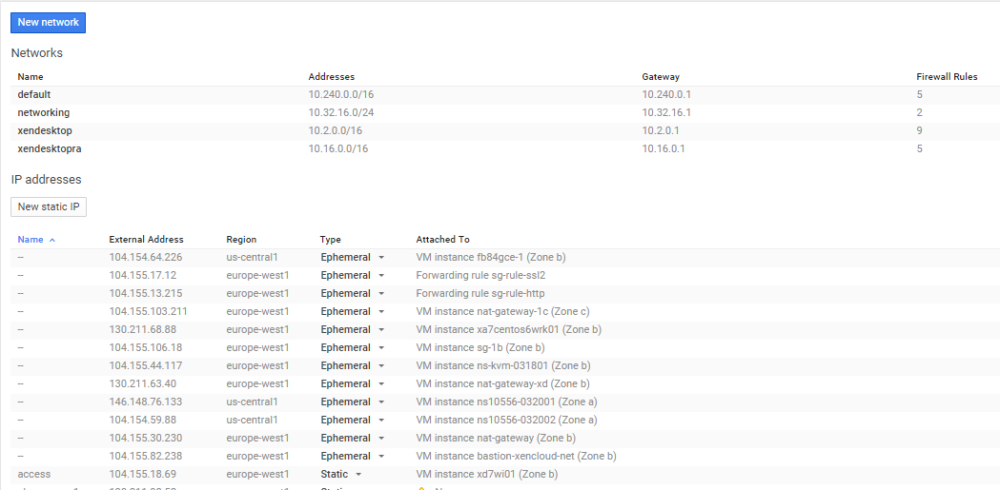 New network
Networks
Name Addresses Gateway Firewall Rules
default 10.240.0.0/16 10.240.0.1 5
networking 10.32.16.0/24 10.32.16.1 2
xendesktop 10.2.0.0/16 10.2.0.1 9
xendesktopra 10.16.0.0/16 10.16.0.1 5
IP addresses
New static IP
Name External Address Region Type Attached To
-- 104.154.64.226 us-central1 Ephemeral VM instance fb84gce-1 (Zone b)
-- 104.155.17.12 europe-west1 Ephemeral Forwarding rule sg-rule-ssl2
-- 104.155.13.215 europe-west1 Ephemeral Forwarding rule sg-rule-http
-- 104.155.103.211 europe-west1 Ephemeral VM instance nat-gateway-1c (Zone c)
-- 130.211.68.88 europe-west1 Ephemeral VM instance xa7centos6wrk01 (Zone b)
-- 104.155.106.18 europe-west1 Ephemeral VM instance sg-1b (Zone b)
-- 104.155.44.117 europe-west1 Ephemeral VM instance ns-kvm-031801 (Zone b)
-- 130.211.63.40 europe-west1 Ephemeral VM instance nat-gateway-xd (Zone b)
-- 146.148.76.133 us-central1 Ephemeral VM instance ns10556-032001 (Zone a)
-- 104.154.59.88 us-central1 Ephemeral VM instance ns10556-032002 (Zone a)
-- 104.155.30.230 europe-west1 Ephemeral VM instance nat-gateway (Zone b)
-- 104.155.82.238 europe-west1 Ephemeral VM instance bastion-xencloud-net (Zone b)
access 104.155.18.69 europe-west1 Static VM instance xd7wi01 (Zone b)